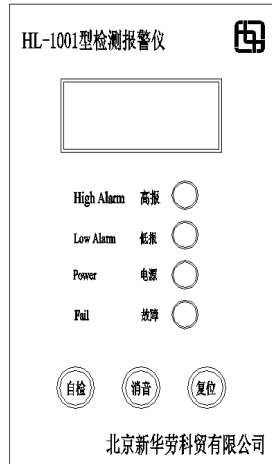 HL-1001型检测报警仪
High Alarm 高报
Low Alarm 低报
Power 电源
Fail 故障
自检 消音 复位
北京新华劳科贸有限公司